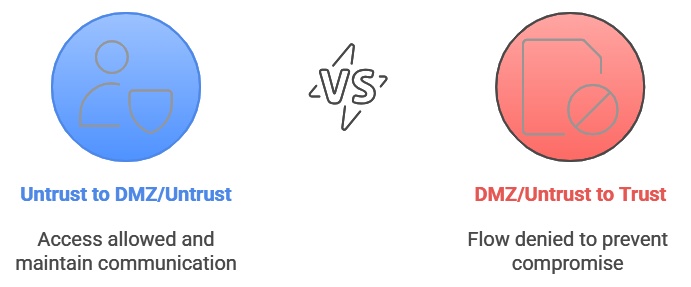 VS
Untrust to DMZ/Untrust
DMZ/Untrust to Trust
Access allowed and
maintain communication
Flow denied to prevent
compromise